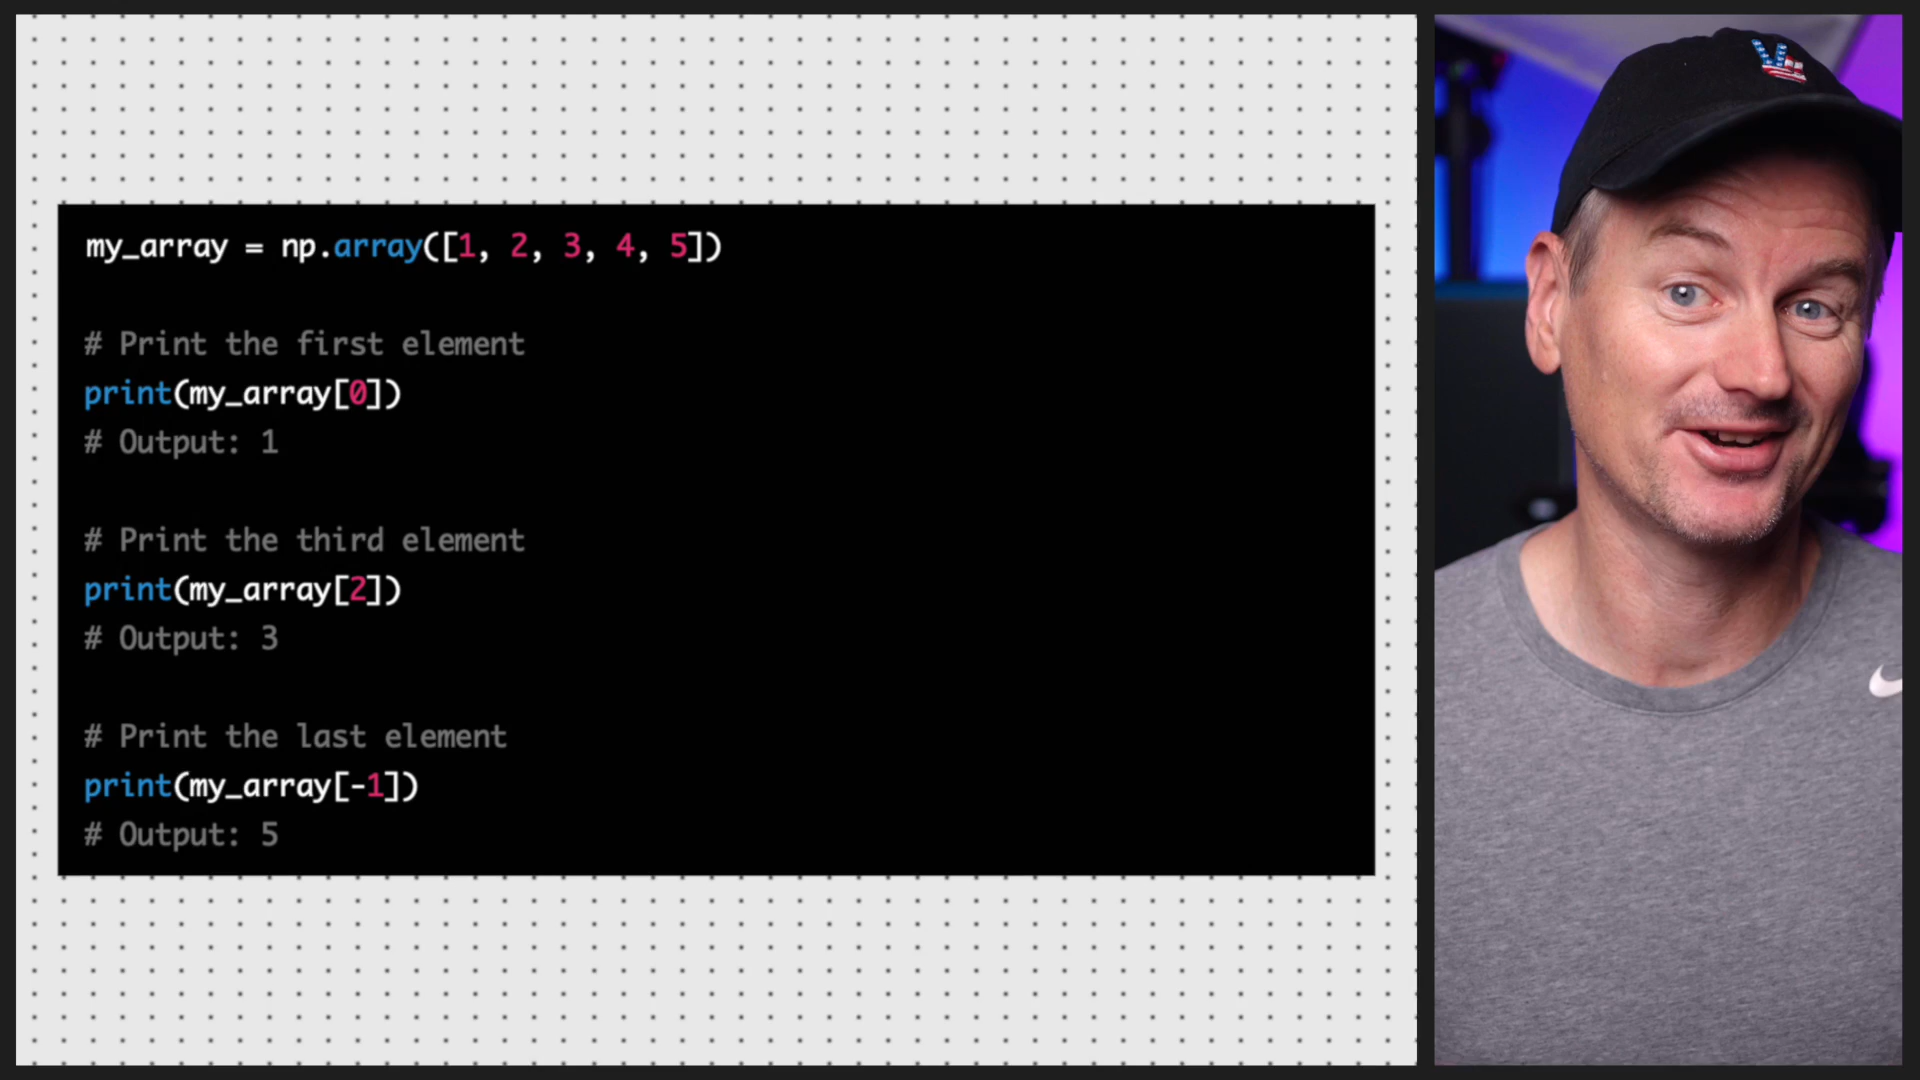 my_array = np.array([1, 2, 3, 4, 5])
# Print the first element
print(my_array[0])
# Output: 1
# Print the third element
print(my_array[2])
# Output: 3
# Print the last element
print(my_array[-1])
# Output: 5